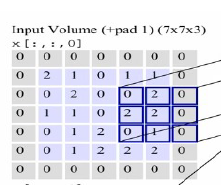 Input Volume (+pad 1) (7x7x3)
x[:,:,0]
0 0 0 0 0 0 0
0 2 1 0 1 1 0
0 0 2 0 0 2 0
0 1 1 0 2 2 0
0 0 1 2 0 1 0
0 0 1 2 2 2 0
0 0 0 0 0 0 0